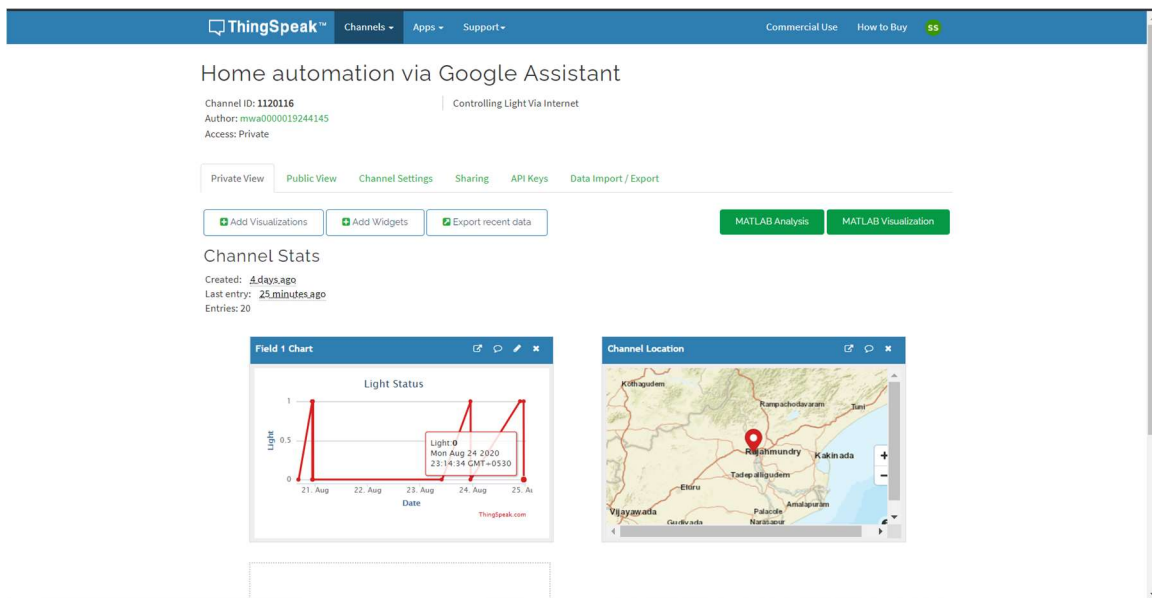 ThingSpeak™ Channels Apps Support Commercial Use How to Buy SS
Home automation via Google Assistant
Channel ID: 1120116
Controlling Light Via Internet
Author: mwa0000019244145
Access: Private
Private View Public View Channel Settings Sharing API Keys Data Import / Export
Add Visualizations Add Widgets Export recent data MATLAB Analysis MATLAB Visualization
Channel Stats
Created: 4 days ago
Last entry: 25 minutes ago
Entries: 20
Field 1 Chart
Light Status
Light
1
0.5
0
Light:0
Mon Aug 24 2020
23:14:34 GMT+0530
21. Aug 22. Aug 23. Aug 24. Aug 25. Au
Date
ThingSpeak.com
Channel Location
Kothagudem
Rampachodavaram
Tuni
Rajahmundry
Kakinada
+
Tadepalligudem
−
Eluru
Amalapuram
Vijayawada
Palacole
Gudivada
Narasapur